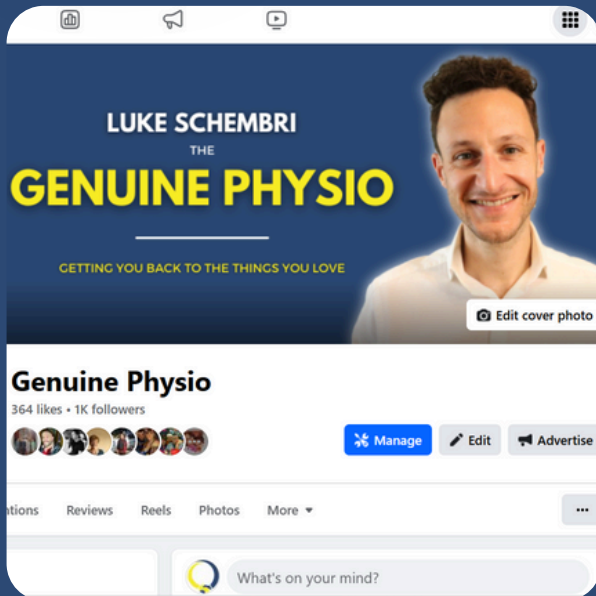 LUKE SCHEMBRI
THE
GENUINE PHYSIO
GETTING YOU BACK TO THE THINGS YOU LOVE
Edit cover photo
Genuine Physio
364 likes • 1K followers
Manage
Edit
Advertise
Reviews
Reels
Photos
More
What's on your mind?